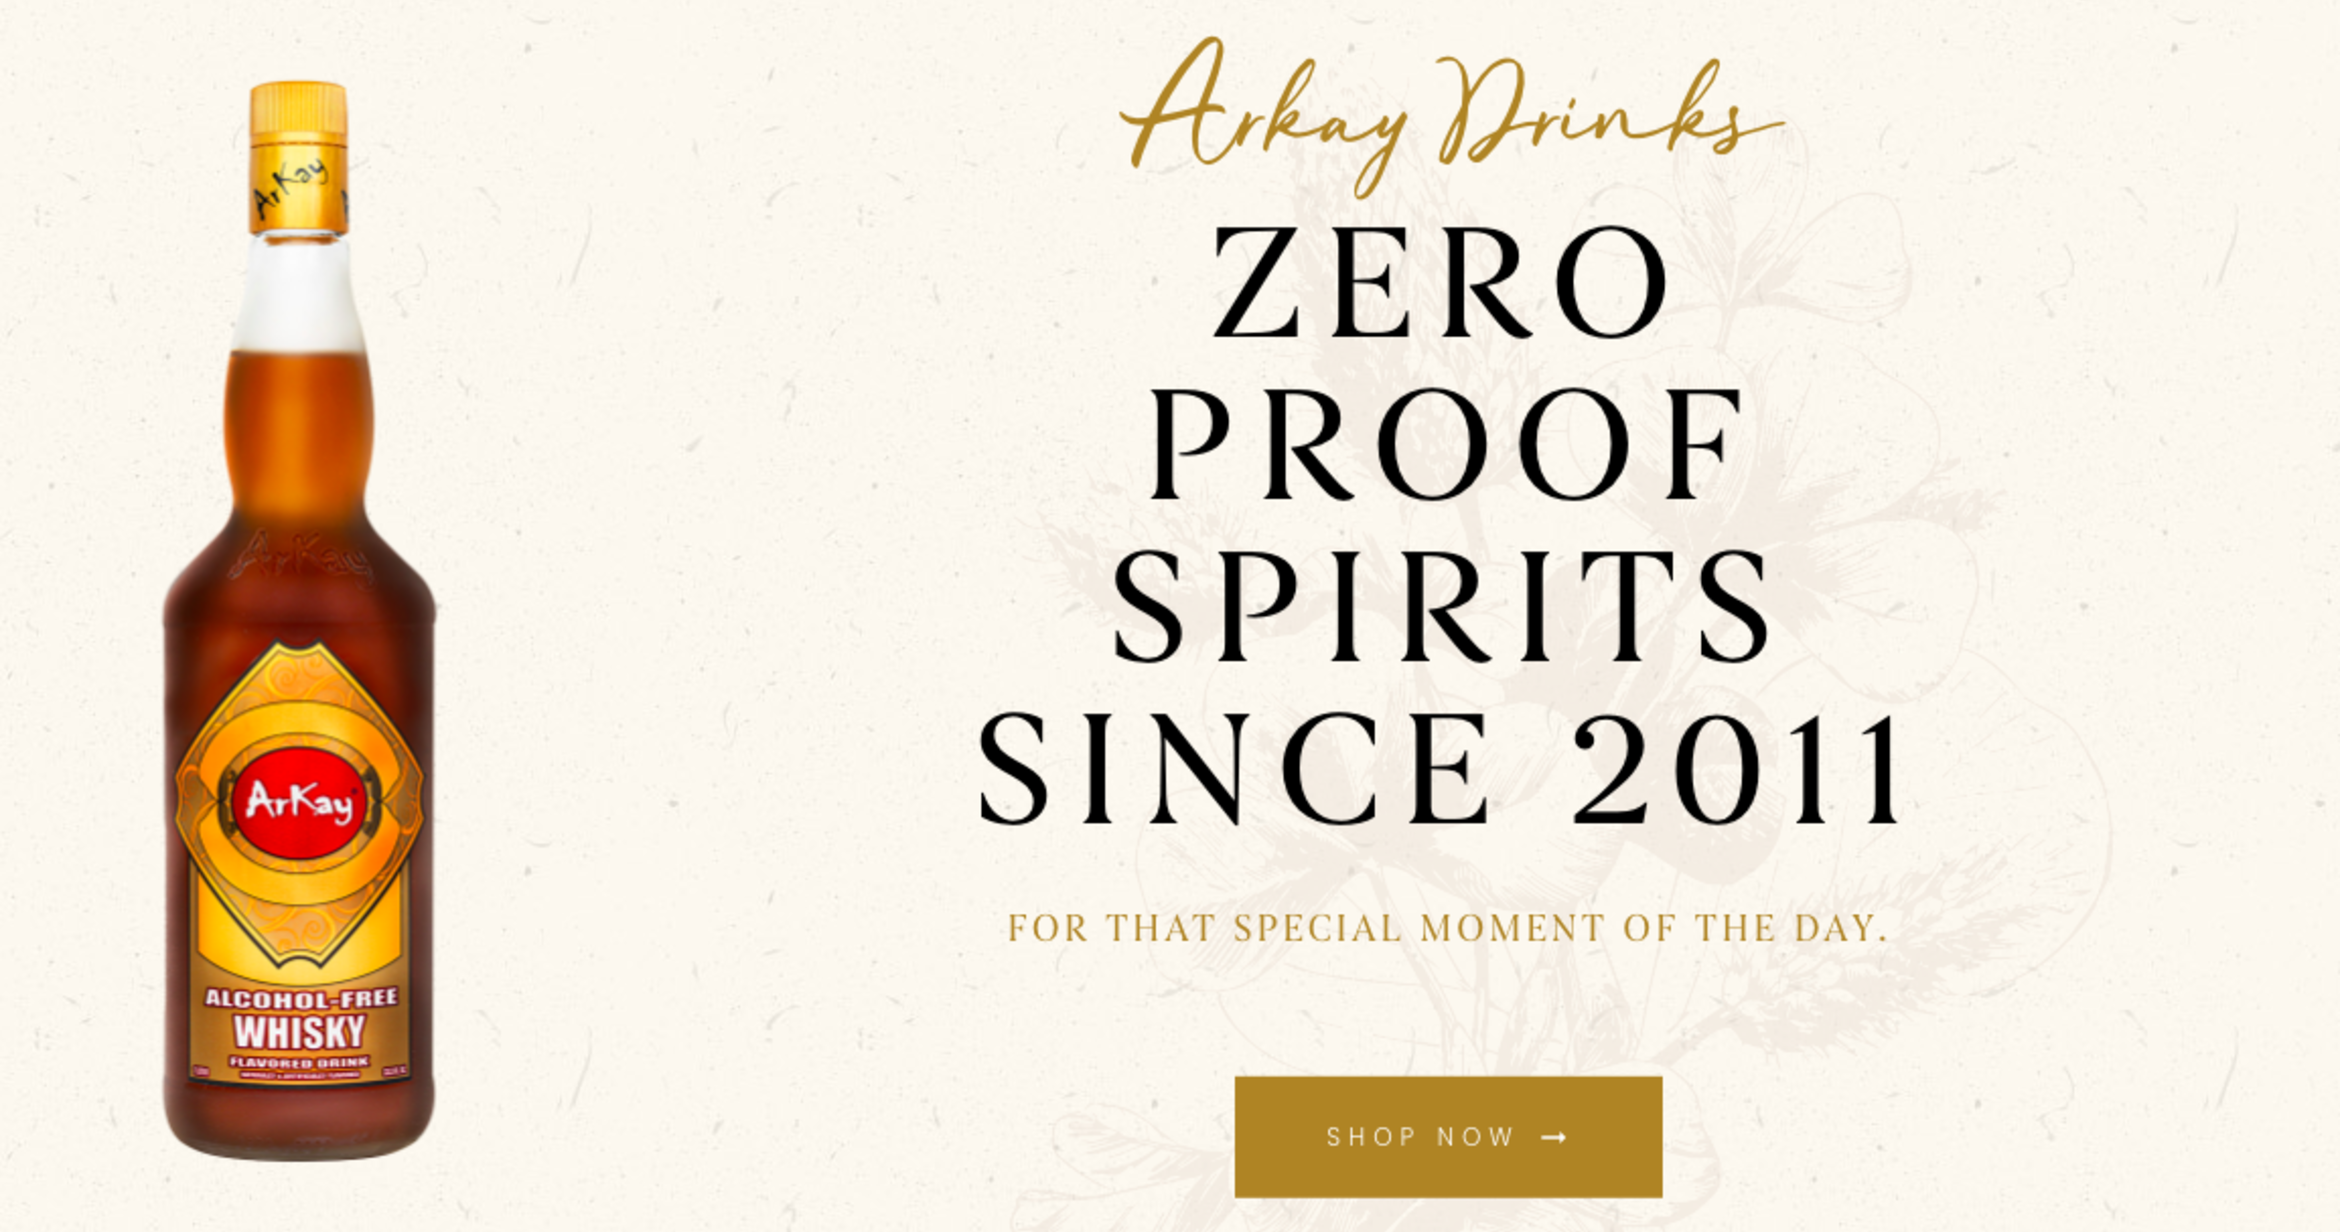 Arkay Drinks
ZERO
PROOF
SPIRITS
SINCE 2011
FOR THAT SPECIAL MOMENT OF THE DAY.
SHOP NOW →
ArKay
ArKay
ArKay
ALCOHOL-FREE
WHISKY
FLAVORED DRINK